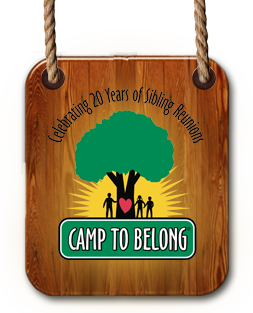 Celebrating 20 Years of Sibling Reunions
CAMP TO BELONG